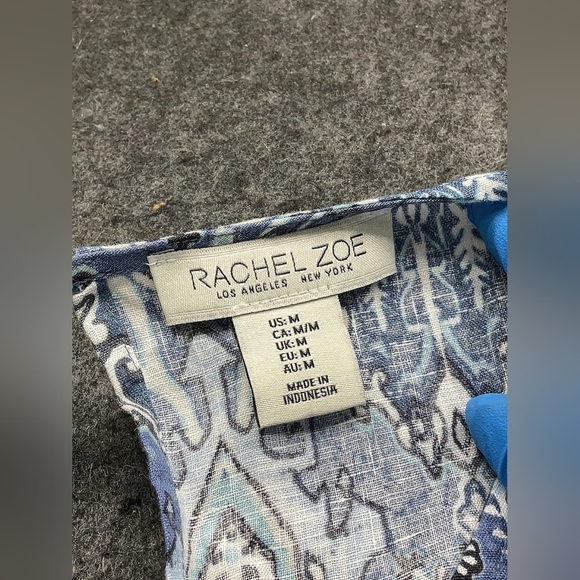 RACHEL ZOE
LOS ANGELES NEW YORK
US: M
CA: M/M
UK: M
EU: M
AU: M
MADE IN
INDONESIA